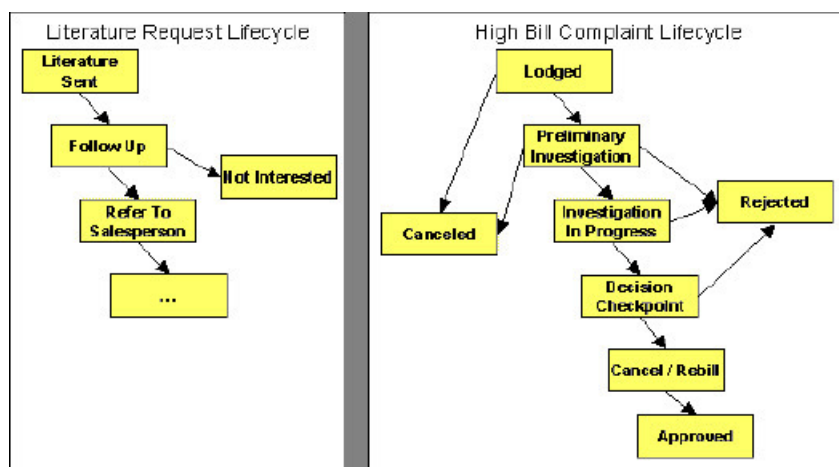 Literature Request Lifecycle
Literature
Sent
Follow Up
Not Interested
Refer To
Salesperson
...
High Bill Complaint Lifecycle
Lodged
Preliminary
Investigation
Canceled
Investigation
In Progress
Rejected
Decision
Checkpoint
Cancel / Rebill
Approved